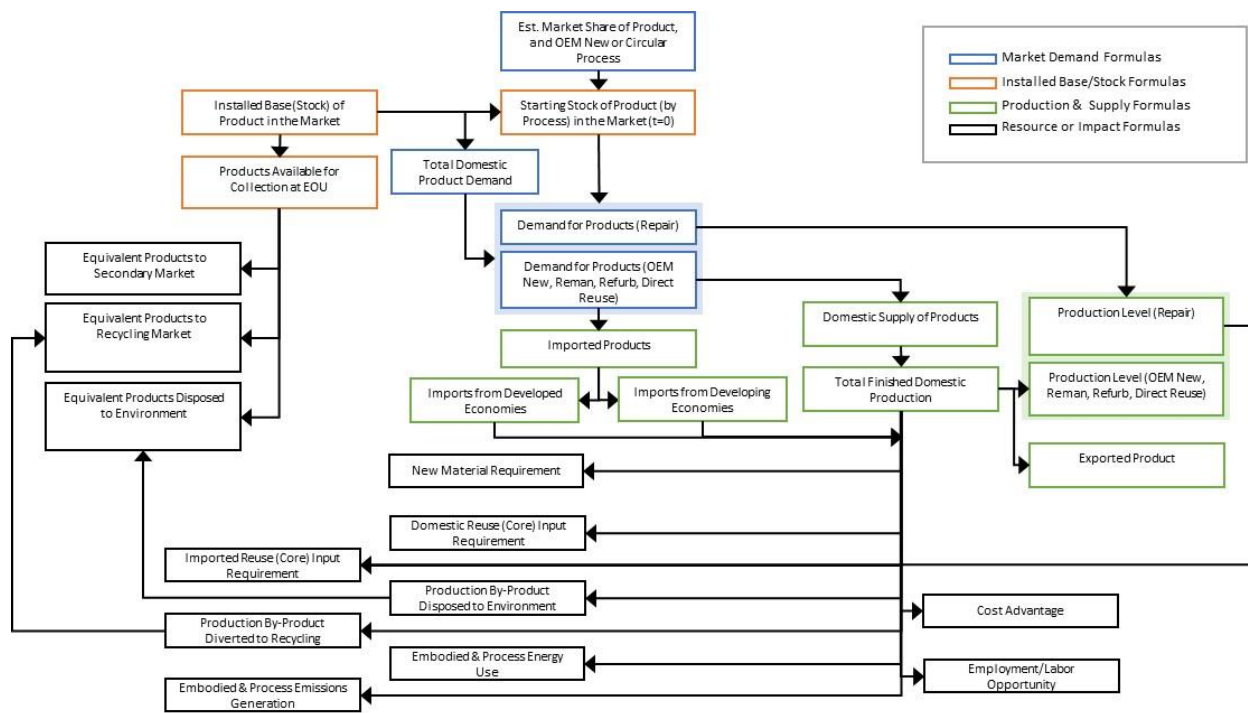 Est. Market Share of Product,
and OEM New or Circular
Process
Market Demand Formulas
Installed Base/Stock Formulas
Production & Supply Formulas
Resource or Impact Formulas
Installed Base (Stock) of
Product in the Market
Starting Stock of Product (by
Process) in the Market (t=0)
Products Available for
Collection at EOU
Total Domestic
Product Demand
Demand for Products (Repair)
Demand for Products (OEM
New, Reman, Refurb, Direct
Reuse)
Equivalent Products to
Secondary Market
Equivalent Products to
Recycling Market
Equivalent Products Disposed
to Environment
Imported Products
Domestic Supply of Products
Production Level (Repair)
Imports from Developed
Economies
Imports from Developing
Economies
Total Finished Domestic
Production
Production Level (OEM New,
Reman, Refurb, Direct Reuse)
Exported Product
New Material Requirement
Domestic Reuse (Core) Input
Requirement
Imported Reuse (Core) Input
Requirement
Production By-Product
Disposed to Environment
Production By-Product
Diverted to Recycling
Cost Advantage
Embodied & Process Energy
Use
Employment/Labor
Opportunity
Embodied & Process Emissions
Generation